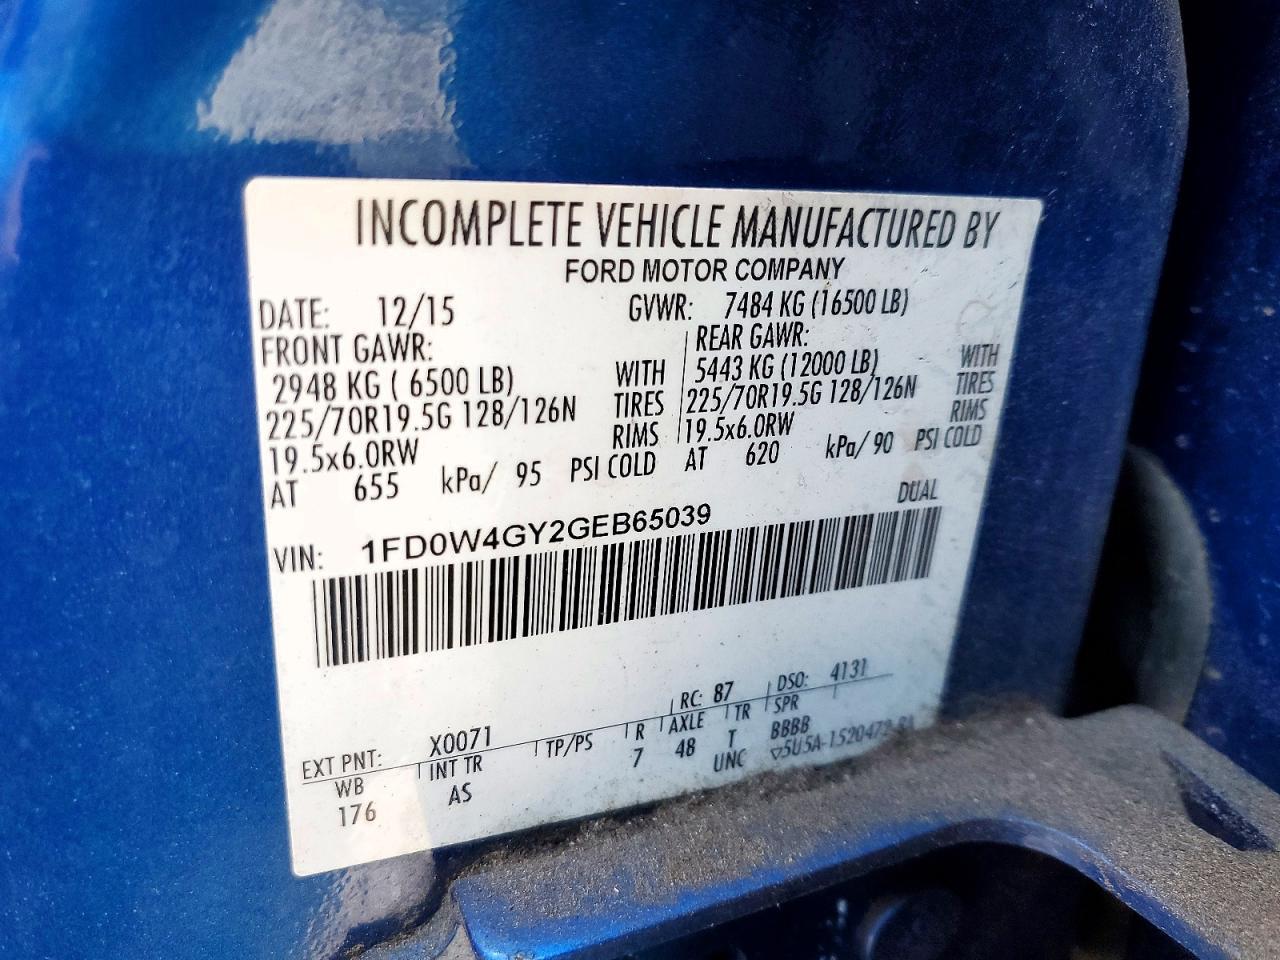 INCOMPLETE VEHICLE MANUFACTURED BY
FORD MOTOR COMPANY
DATE: 12/15 GVWR: 7484 KG (16500 LB)
FRONT GAWR: REAR GAWR:
2948 KG ( 6500 LB) WITH 5443 KG (12000 LB) WITH
225/70R19.5G 128/126N TIRES 225/70R19.5G 128/126N TIRES
19.5x6.0RW RIMS 19.5x6.0RW RIMS
AT 655 kPa/ 95 PSI COLD AT 620 kPa/ 90 PSI COLD
DUAL
VIN: 1FD0W4GY2GEB65039
EXT PNT: X0071 RC: 87 DSO: 4131
WB INT TR TP/PS R AXLE TR SPR
176 AS 7 48 T BBBB
UNC ▽5U5A-1520472-